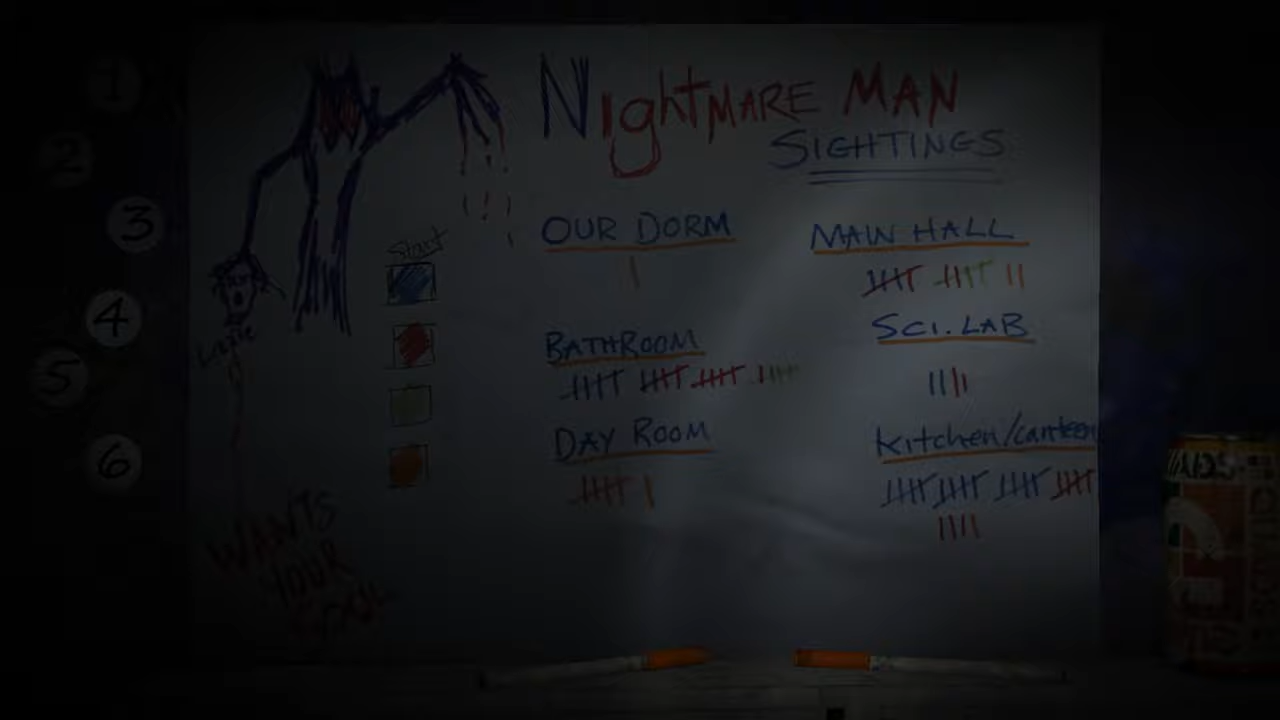 1
2
3
4
5
6
NightMARE MAN
SIGHTINGS
Start
OUR DORM
MAIN HALL
BATHROOM
SCI. LAB
DAY ROOM
Kitchen/canteen
Lizzie
WANTS
YOUR